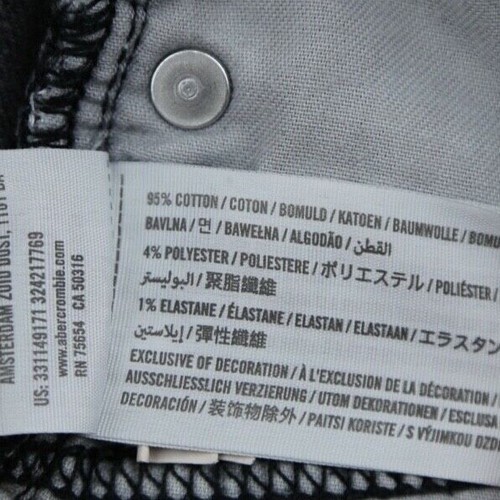 AMSTERDAM ZUID OOST, 1101 BA
US: 331149171 324217769
www.abercrombie.com
RN 75654 CA 50316
95% COTTON / COTON / BOMULD / KATOEN / BAUMWOLLE /
BAVLNA / 면 / BAWEŁNA / ALGODÃO / القطن /
4% POLYESTER / POLIESTERE / ポリエステル / POLIÉSTER /
البوليستر / 聚脂纖維
1% ELASTANE / ÉLASTANE / ELASTAN / ELASTAAN / エラスタン
إيلاستين / 彈性纖維
EXCLUSIVE OF DECORATION / À L'EXCLUSION DE LA DÉCORATION /
AUSSCHLIESSLICH VERZIERUNG / UTOM DEKORATIONEN / ESCLUSA
DECORACIÓN / 装饰物除外 / PAITSI KORISTE / S VÝJIMKOU